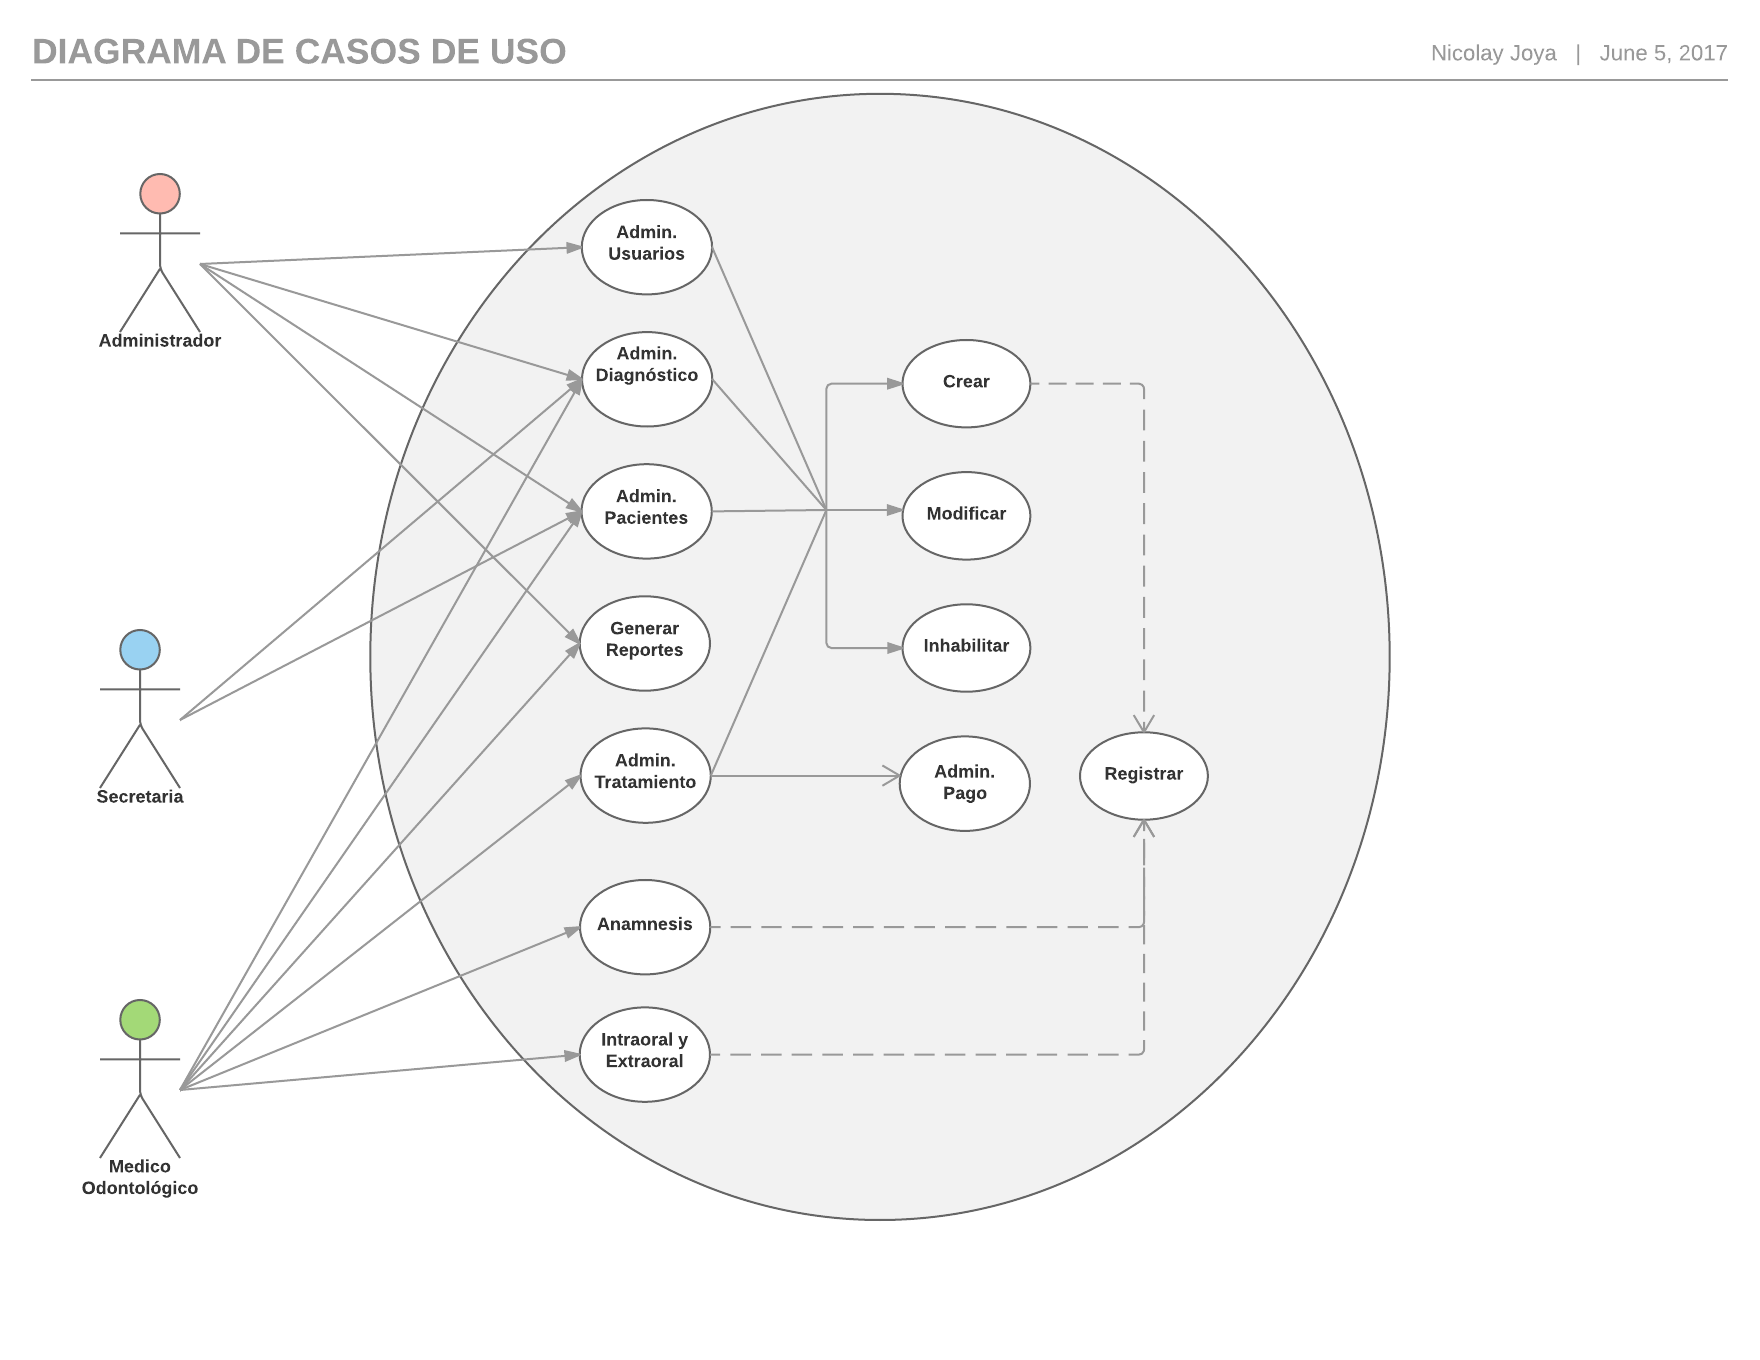 DIAGRAMA DE CASOS DE USO
Nicolay Joya | June 5, 2017
Administrador
Secretaria
Medico
Odontológico
Admin.
Usuarios
Admin.
Diagnóstico
Admin.
Pacientes
Generar
Reportes
Admin.
Tratamiento
Anamnesis
Intraoral y
Extraoral
Crear
Modificar
Inhabilitar
Admin.
Pago
Registrar